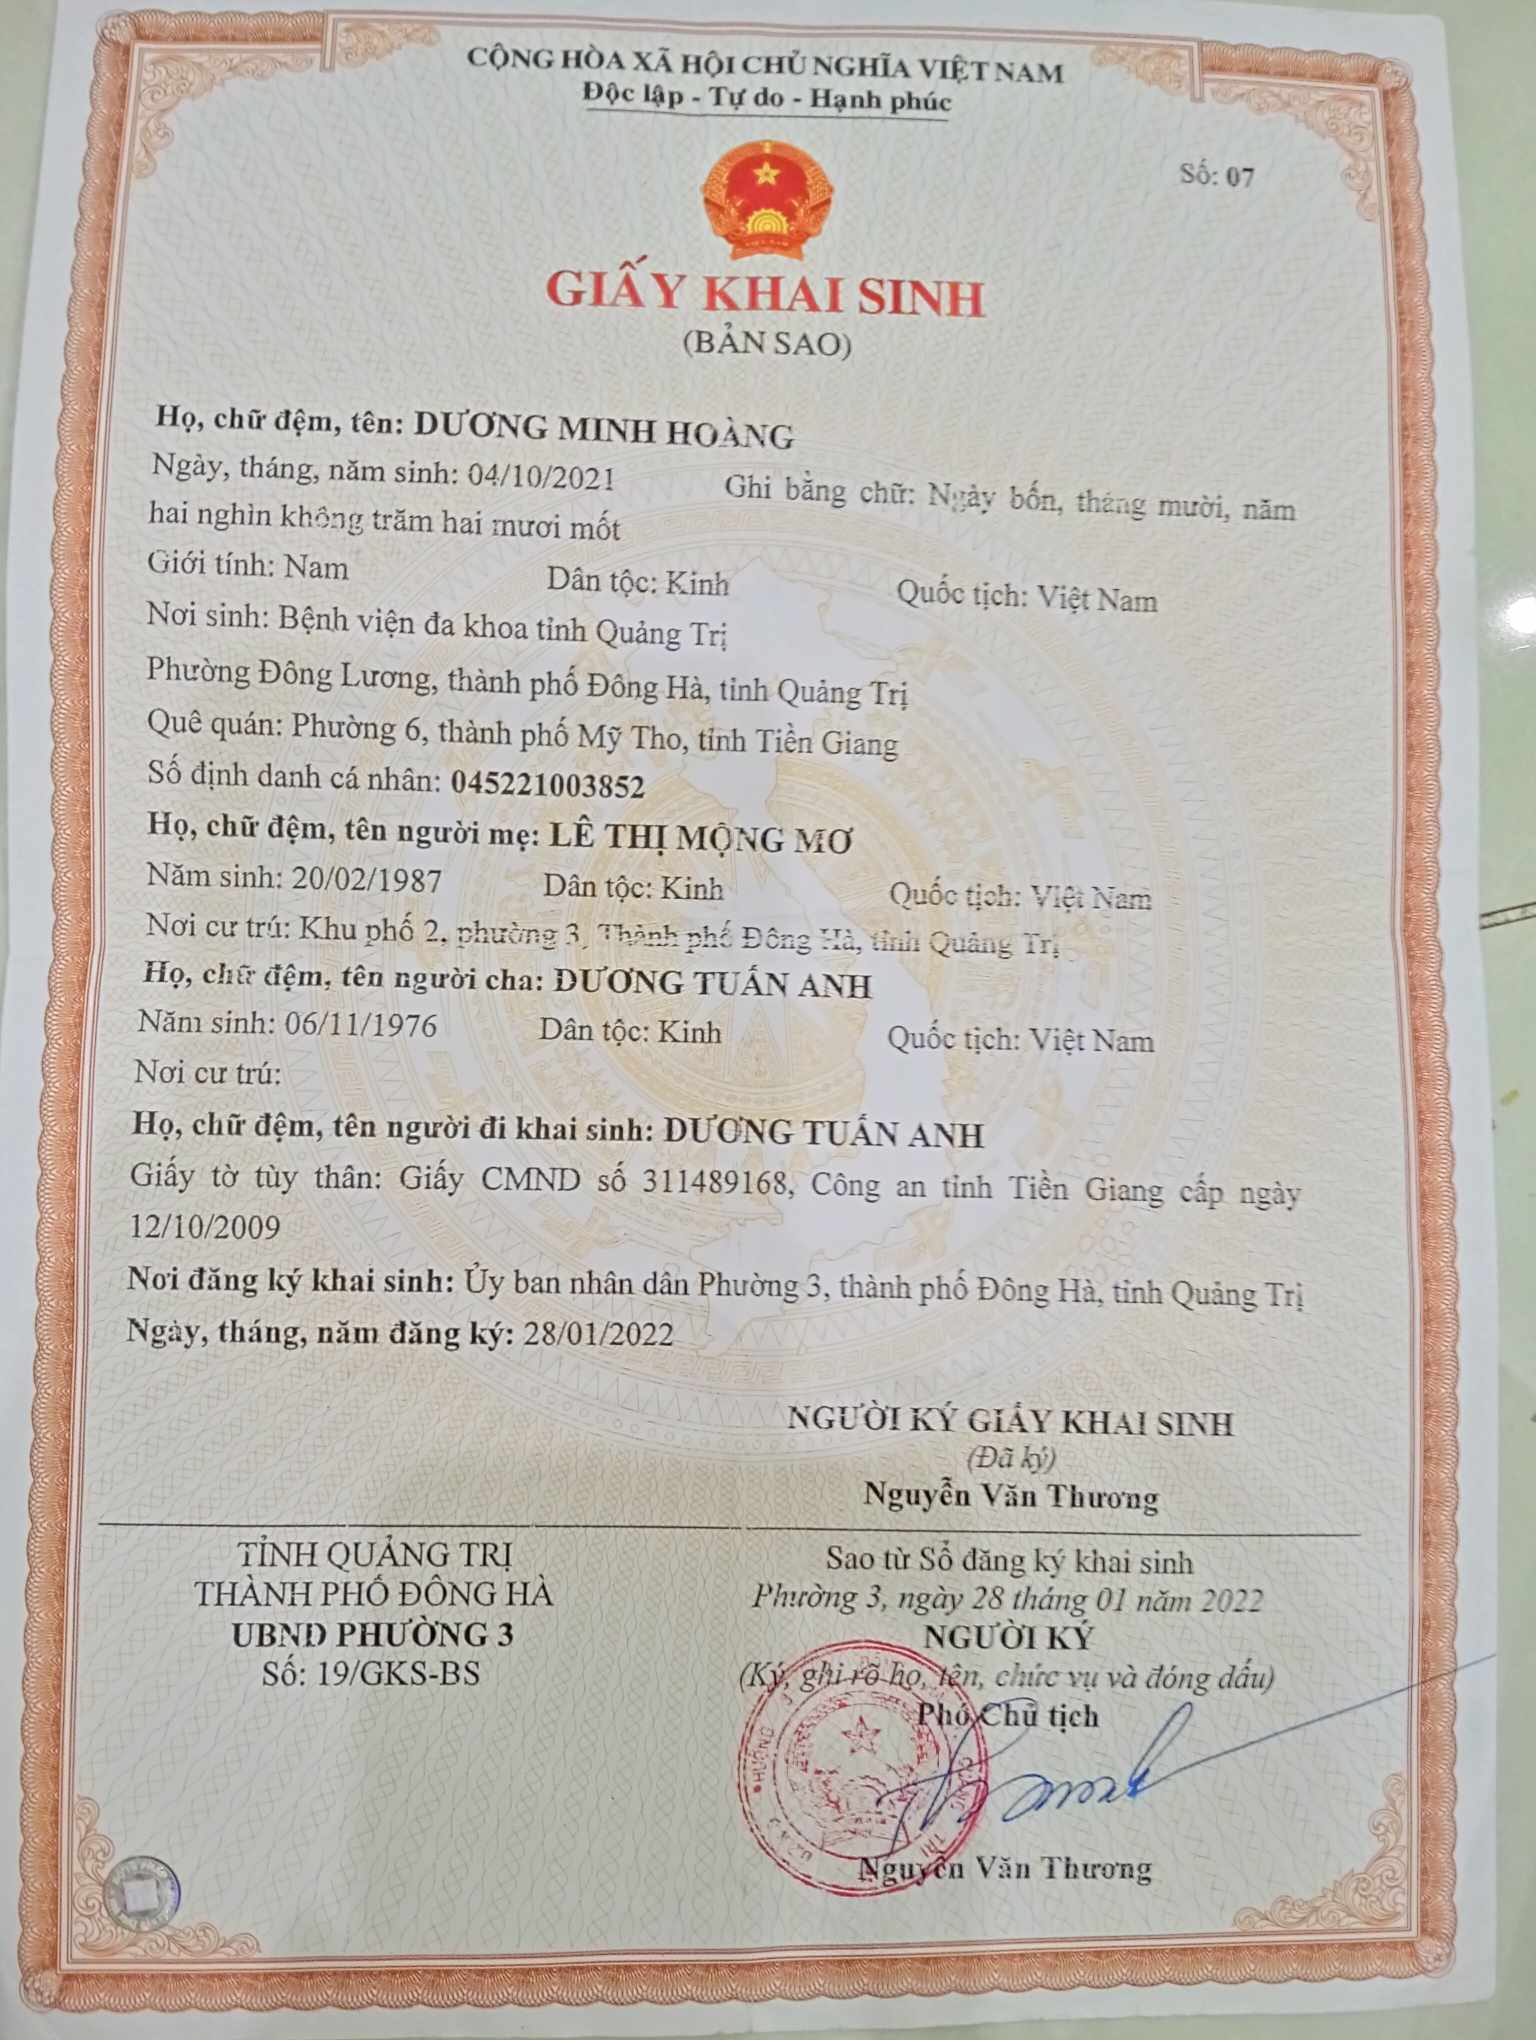 CỘNG HÒA XÃ HỘI CHỦ NGHĨA VIỆT NAM
Độc lập - Tự do - Hạnh phúc
Số: 07
GIẤY KHAI SINH
(BẢN SAO)
Họ, chữ đệm, tên: DƯƠNG MINH HOÀNG
Ngày, tháng, năm sinh: 04/10/2021 Ghi bằng chữ: Ngày bốn, tháng mười, năm
hai nghìn không trăm hai mươi mốt
Giới tính: Nam Dân tộc: Kinh Quốc tịch: Việt Nam
Nơi sinh: Bệnh viện đa khoa tỉnh Quảng Trị
Phường Đông Lương, thành phố Đông Hà, tỉnh Quảng Trị
Quê quán: Phường 6, thành phố Mỹ Tho, tỉnh Tiền Giang
Số định danh cá nhân: 045221003852
Họ, chữ đệm, tên người mẹ: LÊ THỊ MỘNG MƠ
Năm sinh: 20/02/1987 Dân tộc: Kinh Quốc tịch: Việt Nam
Nơi cư trú: Khu phố 2, phường 3, Thành phố Đông Hà, tỉnh Quảng Trị
Họ, chữ đệm, tên người cha: DƯƠNG TUẤN ANH
Năm sinh: 06/11/1976 Dân tộc: Kinh Quốc tịch: Việt Nam
Nơi cư trú:
Họ, chữ đệm, tên người đi khai sinh: DƯƠNG TUẤN ANH
Giấy tờ tùy thân: Giấy CMND số 311489168, Công an tỉnh Tiền Giang cấp ngày
12/10/2009
Nơi đăng ký khai sinh: Ủy ban nhân dân Phường 3, thành phố Đông Hà, tỉnh Quảng Trị
Ngày, tháng, năm đăng ký: 28/01/2022
NGƯỜI KÝ GIẤY KHAI SINH
(Đã ký)
Nguyễn Văn Thương
TỈNH QUẢNG TRỊ
THÀNH PHỐ ĐÔNG HÀ
UBND PHƯỜNG 3
Số: 19/GKS-BS
Sao từ Sổ đăng ký khai sinh
Phường 3, ngày 28 tháng 01 năm 2022
NGƯỜI KÝ
(Ký, ghi rõ họ, tên, chức vụ và đóng dấu)
Phó Chủ tịch
Nguyễn Văn Thương